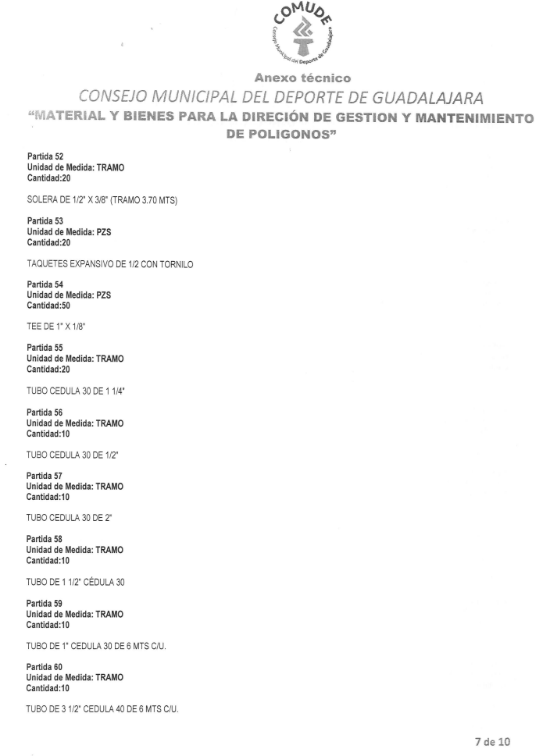 COMUDE
Consejo Municipal del Deporte de Guadalajara
Anexo técnico
CONSEJO MUNICIPAL DEL DEPORTE DE GUADALAJARA
"MATERIAL Y BIENES PARA LA DIRECIÓN DE GESTION Y MANTENIMIENTO
DE POLIGONOS"
Partida 52
Unidad de Medida: TRAMO
Cantidad:20
SOLERA DE 1/2" X 3/8" (TRAMO 3.70 MTS)
Partida 53
Unidad de Medida: PZS
Cantidad:20
TAQUETES EXPANSIVO DE 1/2 CON TORNILO
Partida 54
Unidad de Medida: PZS
Cantidad:50
TEE DE 1" X 1/8"
Partida 55
Unidad de Medida: TRAMO
Cantidad:20
TUBO CEDULA 30 DE 1 1/4"
Partida 56
Unidad de Medida: TRAMO
Cantidad:10
TUBO CEDULA 30 DE 1/2"
Partida 57
Unidad de Medida: TRAMO
Cantidad:10
TUBO CEDULA 30 DE 2"
Partida 58
Unidad de Medida: TRAMO
Cantidad:10
TUBO DE 1 1/2" CÉDULA 30
Partida 59
Unidad de Medida: TRAMO
Cantidad:10
TUBO DE 1" CEDULA 30 DE 6 MTS C/U.
Partida 60
Unidad de Medida: TRAMO
Cantidad:10
TUBO DE 3 1/2" CEDULA 40 DE 6 MTS C/U.
7 de 10